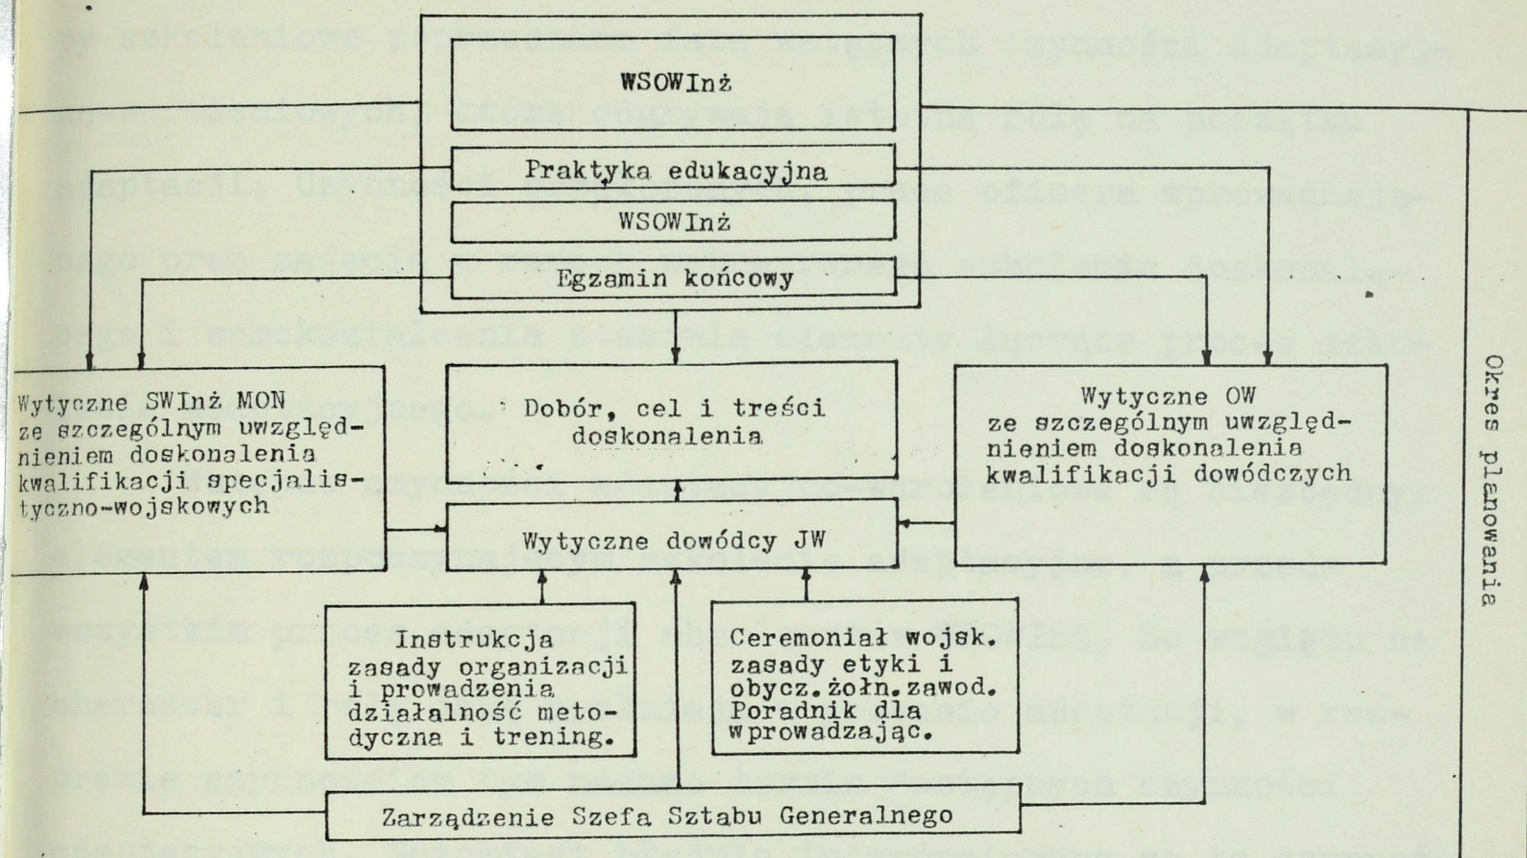 WSOWInż
Praktyka edukacyjna
WSOWInż
Egzamin końcowy
Wytyczne SWInż MON
ze szczególnym uwzględ-
nieniem doskonalenia
kwalifikacji specjalis-
tyczno-wojskowych
Dobór, cel i treści
doskonalenia
Wytyczne OW
ze szczególnym uwzględ-
nieniem doskonalenia
kwalifikacji dowódczych
Wytyczne dowódcy JW
Instrukcja
zasady organizacji
i prowadzenia
działalność meto-
dyczna i trening.
Ceremoniał wojsk.
zasady etyki i
obycz.żołn.zawod.
Poradnik dla
wprowadzając.
Zarządzenie Szefa Sztabu Generalnego
Okres planowania